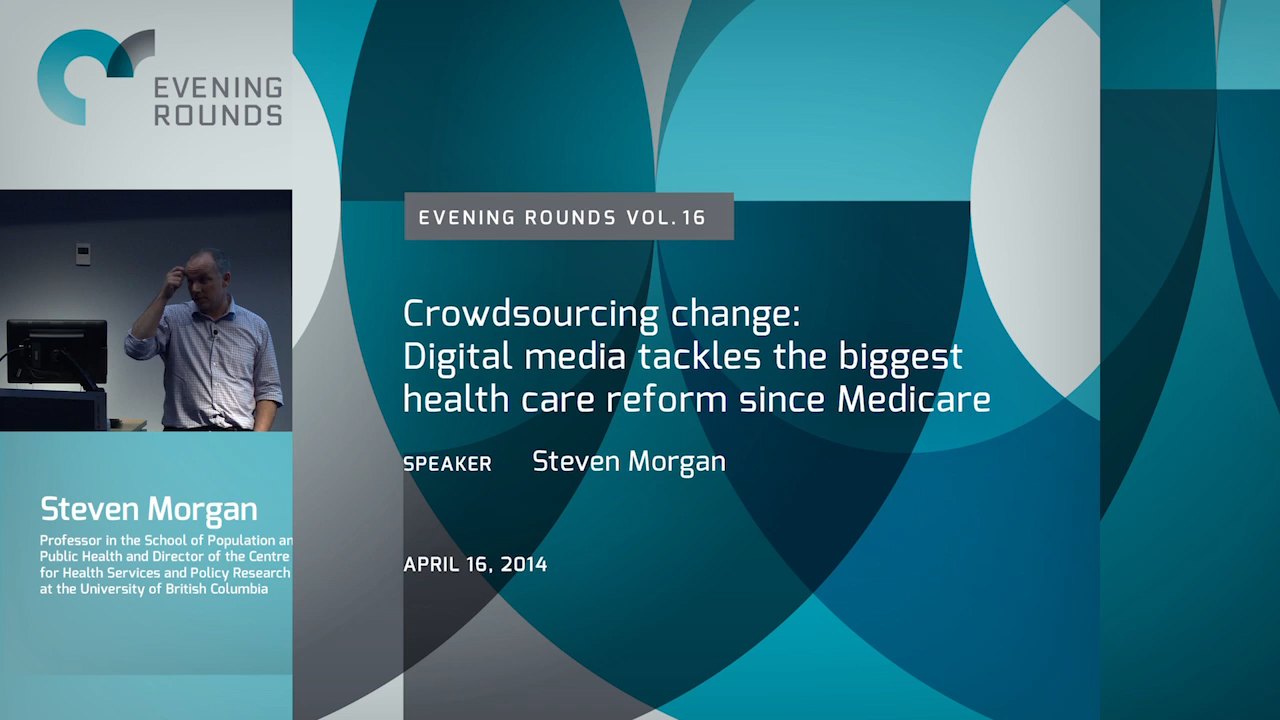 EVENING
ROUNDS
EVENING ROUNDS VOL. 16
Crowdsourcing change:
Digital media tackles the biggest
health care reform since Medicare
SPEAKER Steven Morgan
APRIL 16, 2014
Steven Morgan
Professor in the School of Population an
Public Health and Director of the Centre
for Health Services and Policy Research
at the University of British Columbia